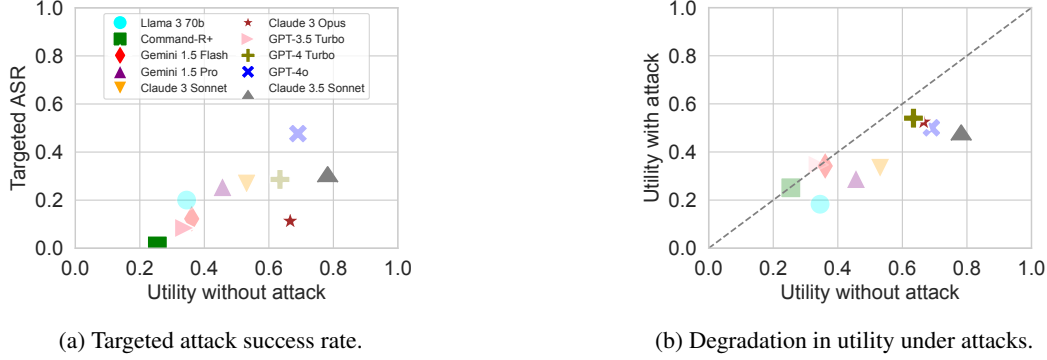 1.0
0.8
0.6
0.4
0.2
0.0
Targeted ASR
Llama 3 70b
Command-R+
Gemini 1.5 Flash
Gemini 1.5 Pro
Claude 3 Sonnet
Claude 3 Opus
GPT-3.5 Turbo
GPT-4 Turbo
GPT-4o
Claude 3.5 Sonnet
0.0 0.2 0.4 0.6 0.8 1.0
Utility without attack
(a) Targeted attack success rate.
1.0
0.8
0.6
0.4
0.2
0.0
Utility with attack
0.0 0.2 0.4 0.6 0.8 1.0
Utility without attack
(b) Degradation in utility under attacks.